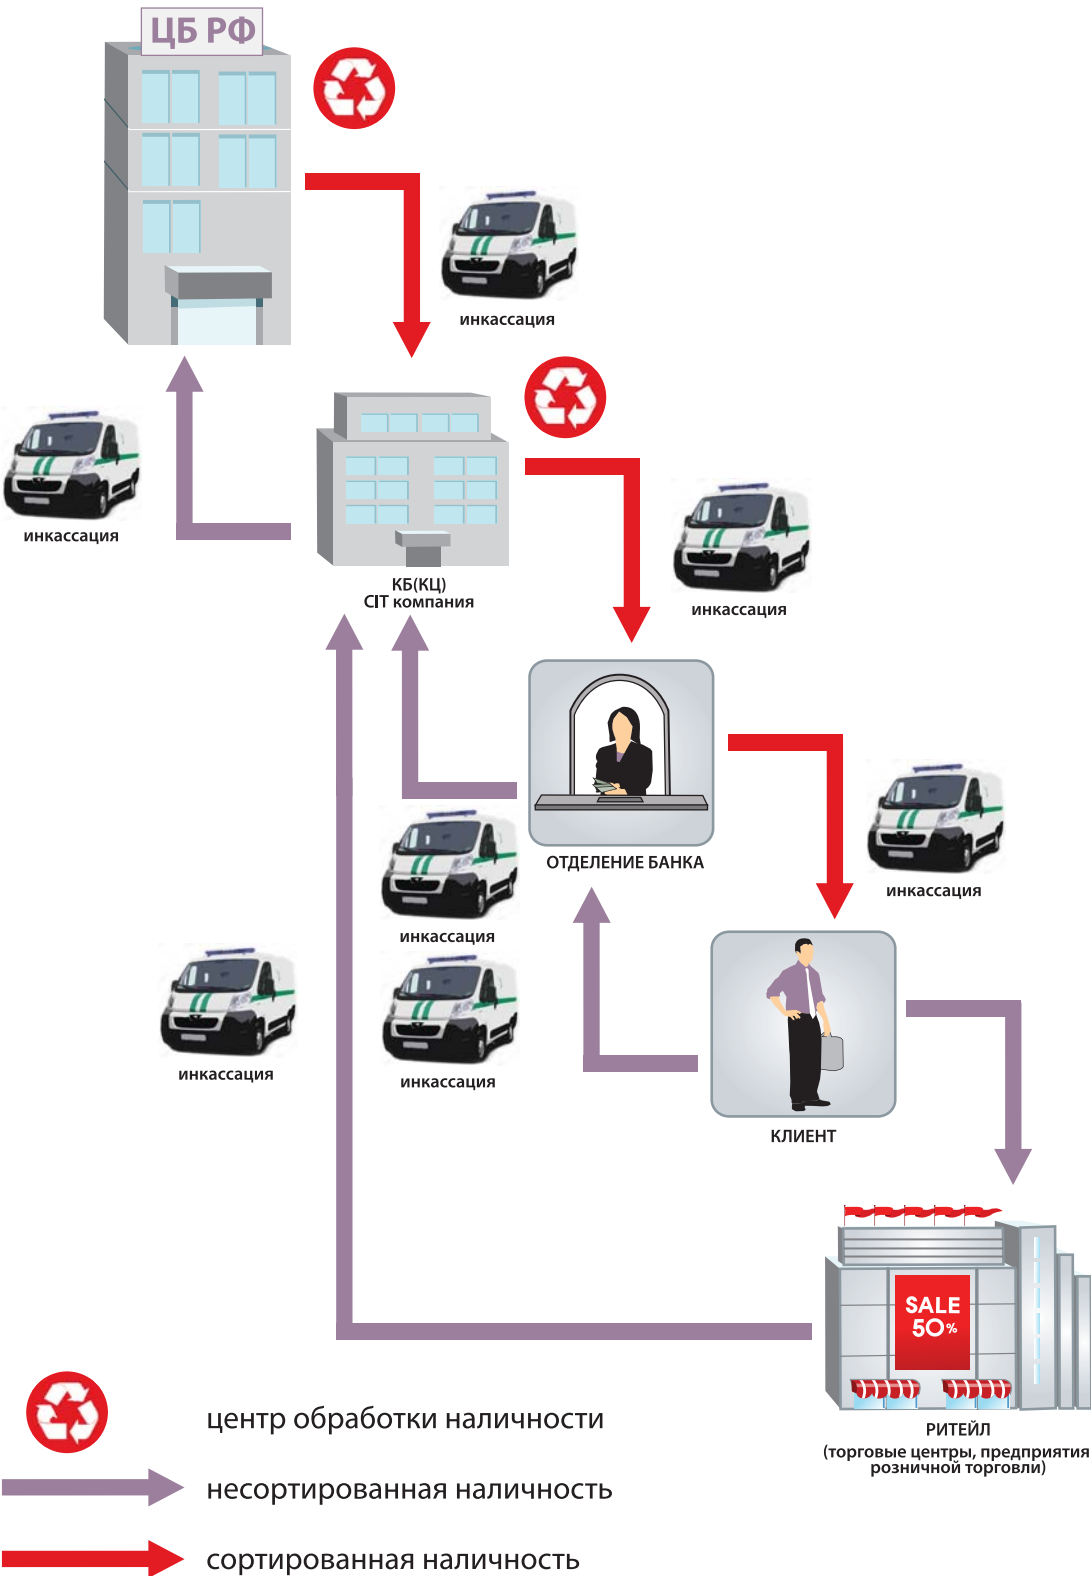 ЦБ РФ
инкассация
инкассация
КБ(КЦ)
CIT компания
инкассация
ОТДЕЛЕНИЕ БАНКА
инкассация
инкассация
инкассация
инкассация
КЛИЕНТ
SALE
50%
РИТЕЙЛ
(торговые центры, предприятия
розничной торговли)
центр обработки наличности
несортированная наличность
сортированная наличность